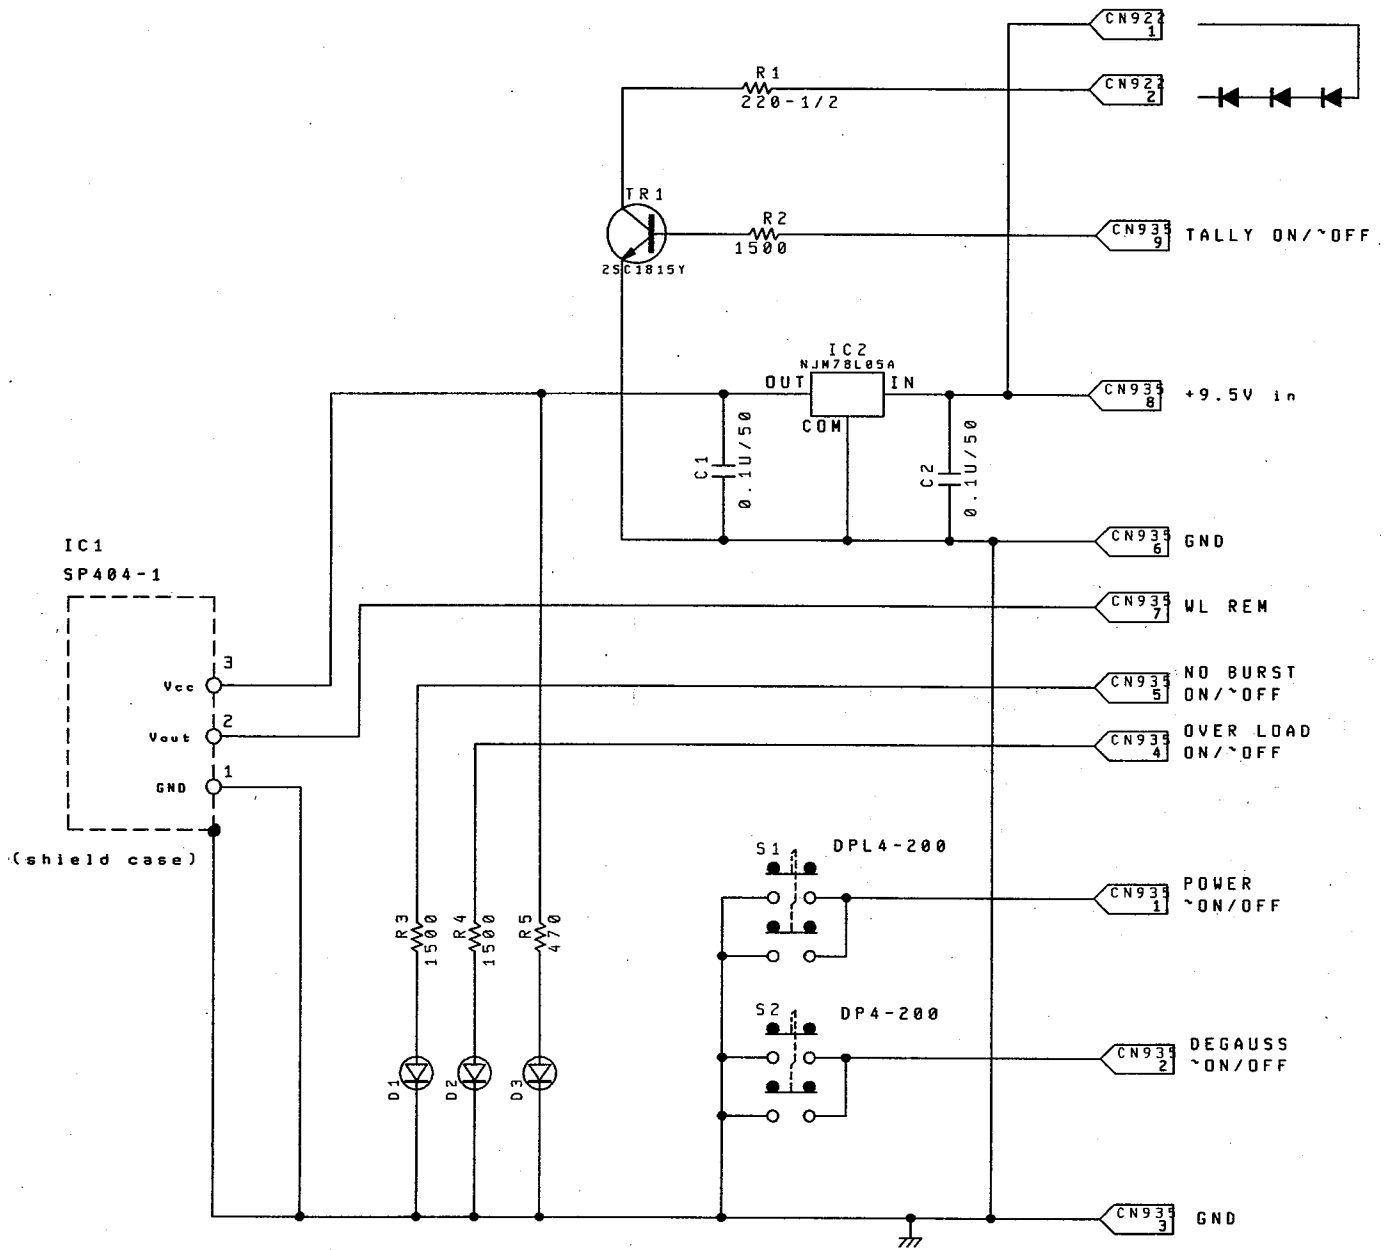 CN922
1
R1
220-1/2
CN922
2
TR1
2SC1815Y
R2
1500
CN935
9
TALLY ON/~OFF
IC2
NJM78L05A
OUT
IN
COM
CN935
8
+9.5V in
C1
0.1U/50
C2
0.1U/50
CN935
6
GND
IC1
SP404-1
CN935
7
WL REM
3
Vcc
2
Vout
1
GND
(shield case)
CN935
5
NO BURST
ON/~OFF
CN935
4
OVER LOAD
ON/~OFF
S1
DPL4-200
CN935
1
POWER
~ON/OFF
R3
1500
R4
1500
R5
470
S2
DP4-200
CN935
2
DEGAUSS
~ON/OFF
D1
D2
D3
CN935
3
GND